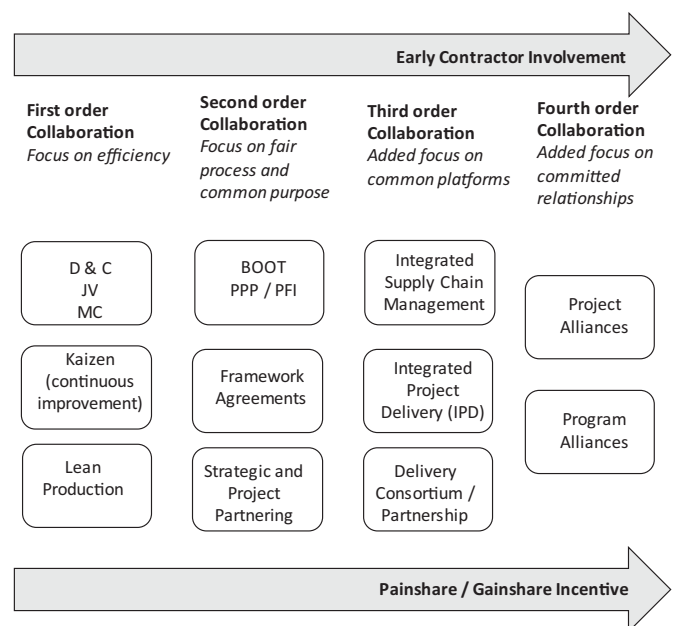 Early Contractor Involvement
First order
Collaboration
Focus on efficiency
Second order
Collaboration
Focus on fair
process and
common purpose
Third order
Collaboration
Added focus on
common platforms
Fourth order
Collaboration
Added focus on
committed
relationships
D & C
JV
MC
Kaizen
(continuous
improvement)
Lean
Production
BOOT
PPP / PFI
Framework
Agreements
Strategic and
Project
Partnering
Integrated
Supply Chain
Management
Integrated
Project
Delivery (IPD)
Delivery
Consortium /
Partnership
Project
Alliances
Program
Alliances
Painshare / Gainshare Incentive